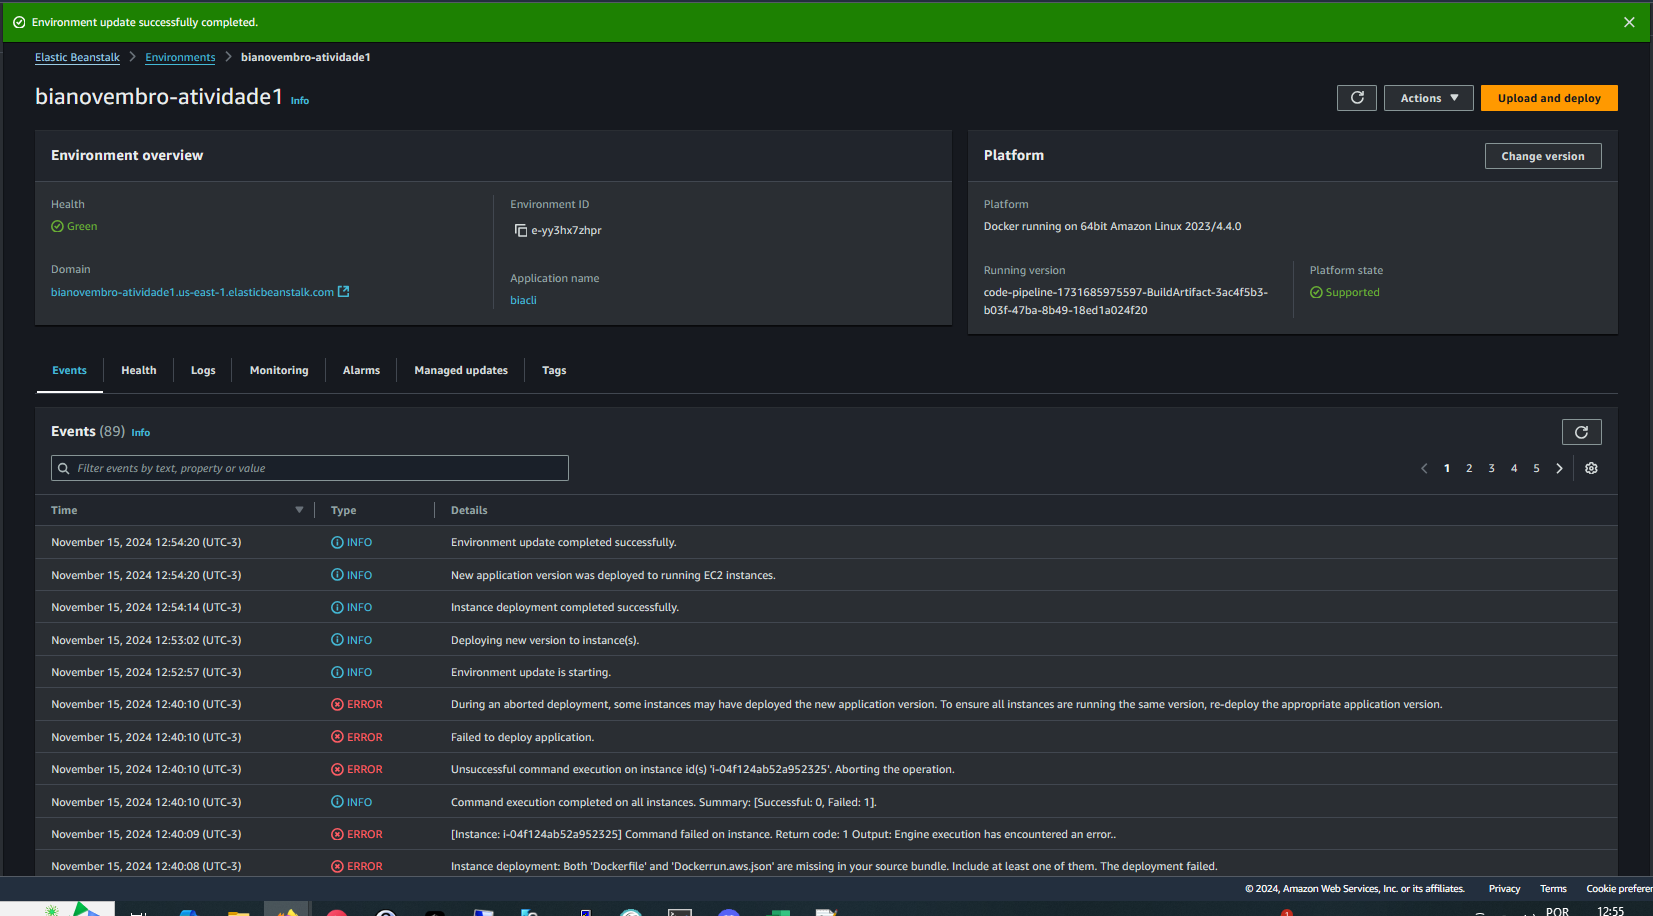 Environment update successfully completed.
Elastic Beanstalk > Environments > bianovembro-atividade1
bianovembro-atividade1 Info
Actions ▼ Upload and deploy
Environment overview
Health
Green
Environment ID
e-yy3hx7zhpr
Domain
bianovembro-atividade1.us-east-1.elasticbeanstalk.com
Application name
biacli
Platform
Change version
Platform
Docker running on 64bit Amazon Linux 2023/4.4.0
Running version
code-pipeline-1731685975597-BuildArtifact-3ac4f5b3-
b03f-47ba-8b49-18ed1a024f20
Platform state
Supported
Events Health Logs Monitoring Alarms Managed updates Tags
Events (89) Info
Filter events by text, property or value
1 2 3 4 5
Time Type Details
November 15, 2024 12:54:20 (UTC-3) INFO Environment update completed successfully.
November 15, 2024 12:54:20 (UTC-3) INFO New application version was deployed to running EC2 instances.
November 15, 2024 12:54:14 (UTC-3) INFO Instance deployment completed successfully.
November 15, 2024 12:53:02 (UTC-3) INFO Deploying new version to instance(s).
November 15, 2024 12:52:57 (UTC-3) INFO Environment update is starting.
November 15, 2024 12:40:10 (UTC-3) ERROR During an aborted deployment, some instances may have deployed the new application version. To ensure all instances are running the same version, re-deploy the appropriate application version.
November 15, 2024 12:40:10 (UTC-3) ERROR Failed to deploy application.
November 15, 2024 12:40:10 (UTC-3) ERROR Unsuccessful command execution on instance id(s) 'i-04f124ab52a952325'. Aborting the operation.
November 15, 2024 12:40:10 (UTC-3) INFO Command execution completed on all instances. Summary: [Successful: 0, Failed: 1].
November 15, 2024 12:40:09 (UTC-3) ERROR [Instance: i-04f124ab52a952325] Command failed on instance. Return code: 1 Output: Engine execution has encountered an error..
November 15, 2024 12:40:08 (UTC-3) ERROR Instance deployment: Both 'Dockerfile' and 'Dockerrun.aws.json' are missing in your source bundle. Include at least one of them. The deployment failed.
© 2024, Amazon Web Services, Inc. or its affiliates. Privacy Terms Cookie prefere
POR 12:55